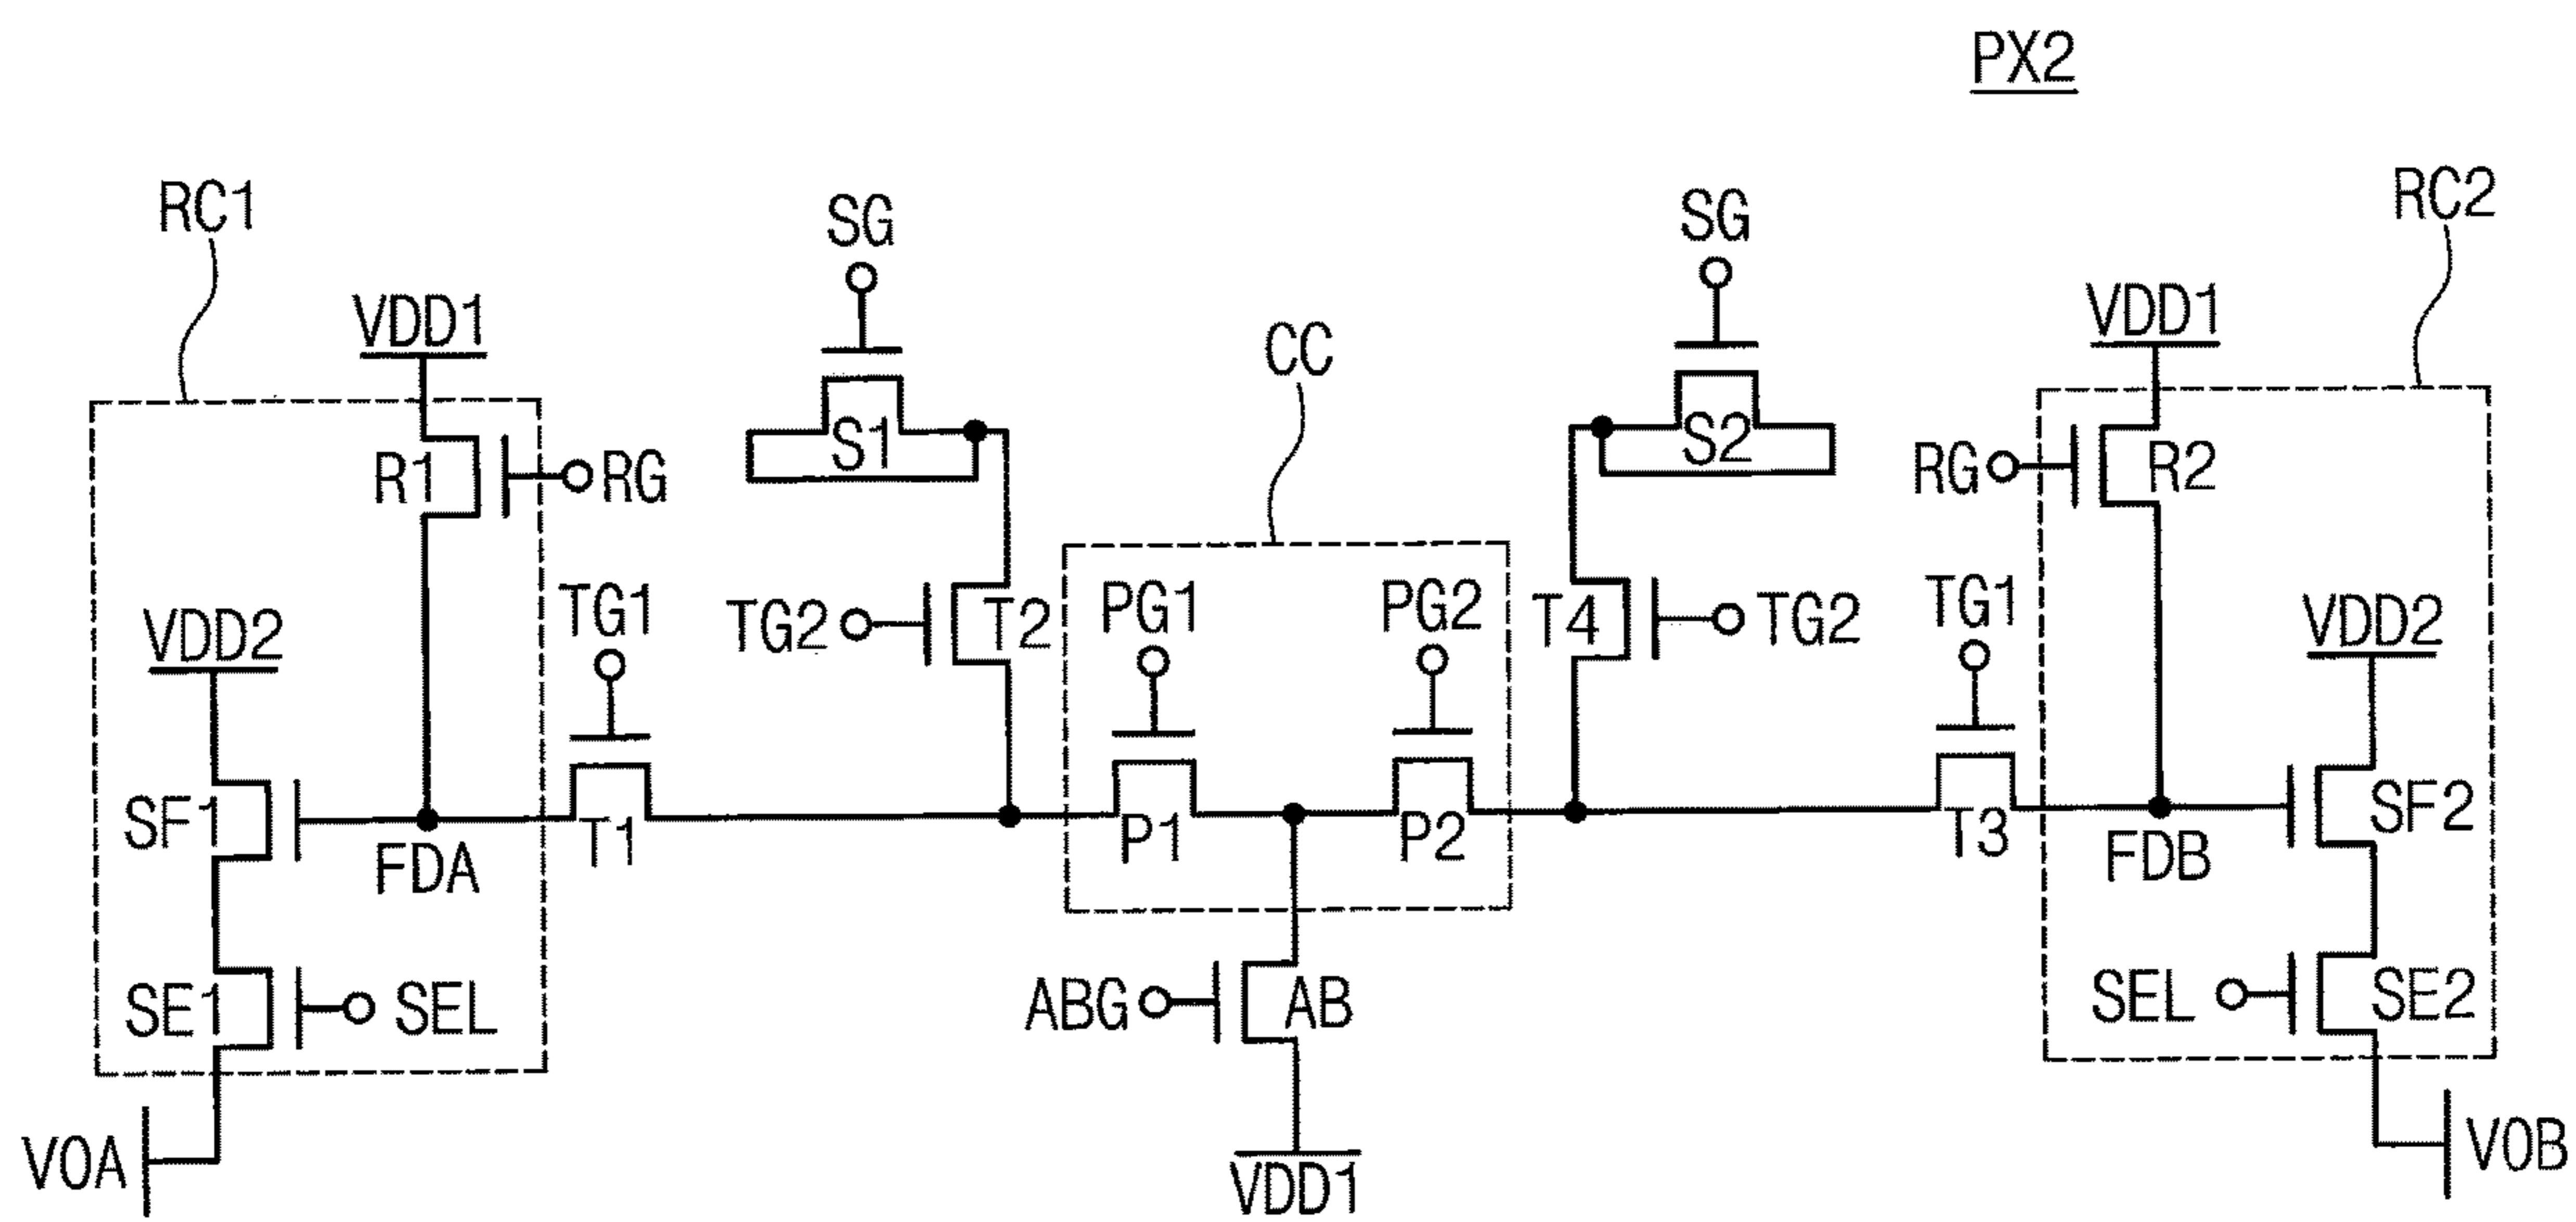 PX2
RC1
SG
SG
RC2
VDD1
CC
VDD1
S1
S2
R1
RG
RG
R2
VDD2
TG1
TG2
T2
PG1
PG2
T4
TG2
TG1
VDD2
SF1
FDA
T1
P1
P2
T3
FDB
SF2
SE1
SEL
ABG
AB
SEL
SE2
VOA
VDD1
VOB